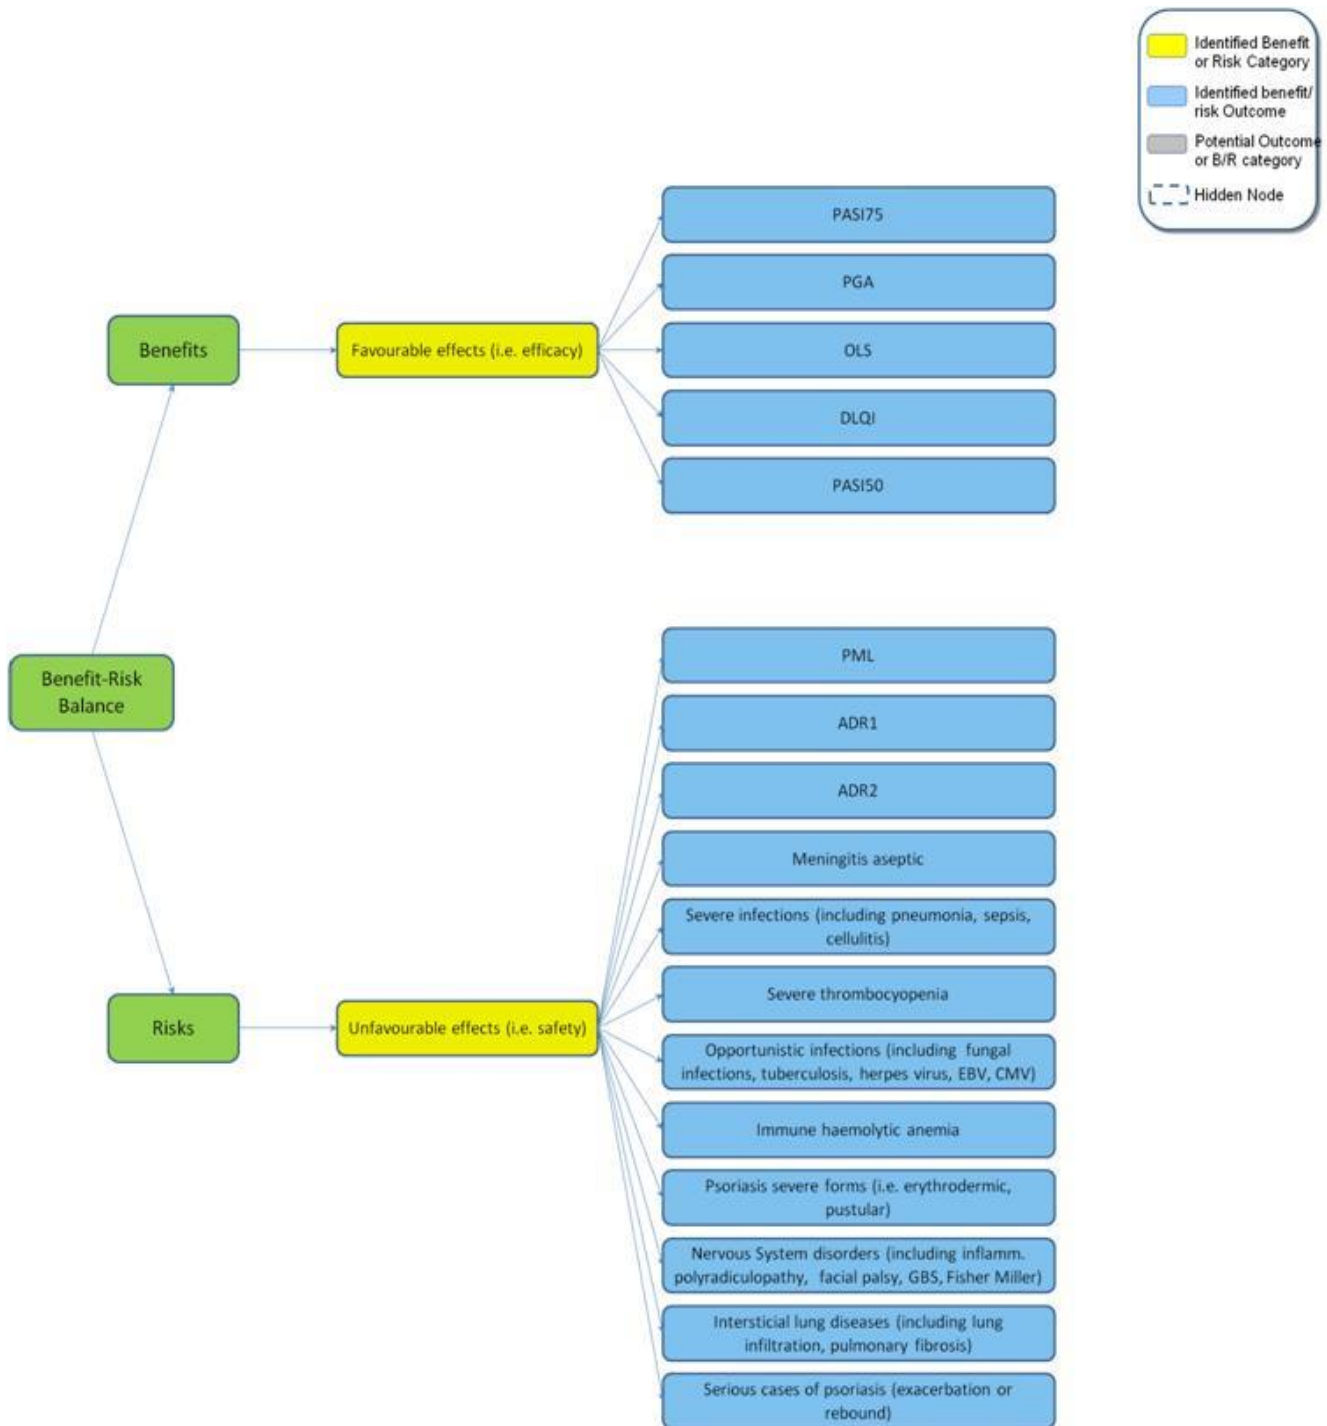 Identified Benefit
or Risk Category
Identified benefit/
risk Outcome
Potential Outcome
or B/R category
Hidden Node
PASI75
PGA
Benefits
Favourable effects (i.e. efficacy)
OLS
DLQI
PASI50
Benefit-Risk
Balance
PML
ADR1
ADR2
Meningitis aseptic
Severe infections (including pneumonia, sepsis,
cellulitis)
Severe thrombocyopenia
Risks
Unfavourable effects (i.e. safety)
Opportunistic infections (including fungal
infections, tuberculosis, herpes virus, EBV, CMV)
Immune haemolytic anemia
Psoriasis severe forms (i.e. erythrodermic,
pustular)
Nervous System disorders (including inflamm.
polyradiculopathy, facial palsy, GBS, Fisher Miller)
Intersticial lung diseases (including lung
infiltration, pulmonary fibrosis)
Serious cases of psoriasis (exacerbation or
rebound)